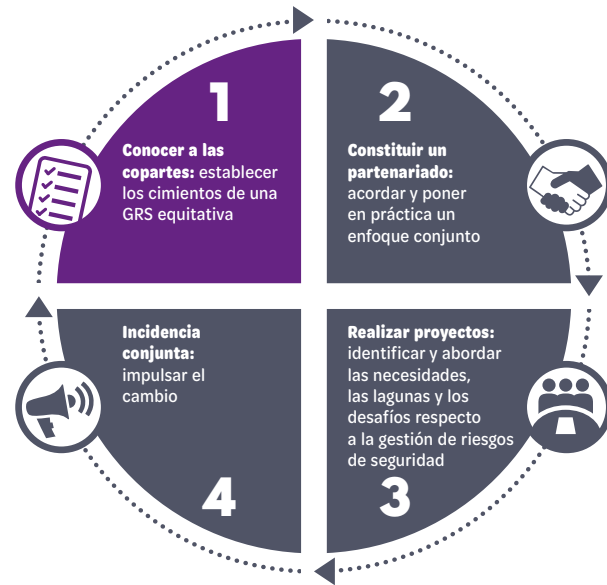 1
Conocer a las
copartes: establecer
los cimientos de una
GRS equitativa
2
Constituir un
partenariado:
acordar y poner
en práctica un
enfoque conjunto
Realizar proyectos:
identificar y abordar
las necesidades,
las lagunas y los
desafíos respecto
a la gestión de riesgos
de seguridad
3
Incidencia
conjunta:
impulsar el
cambio
4